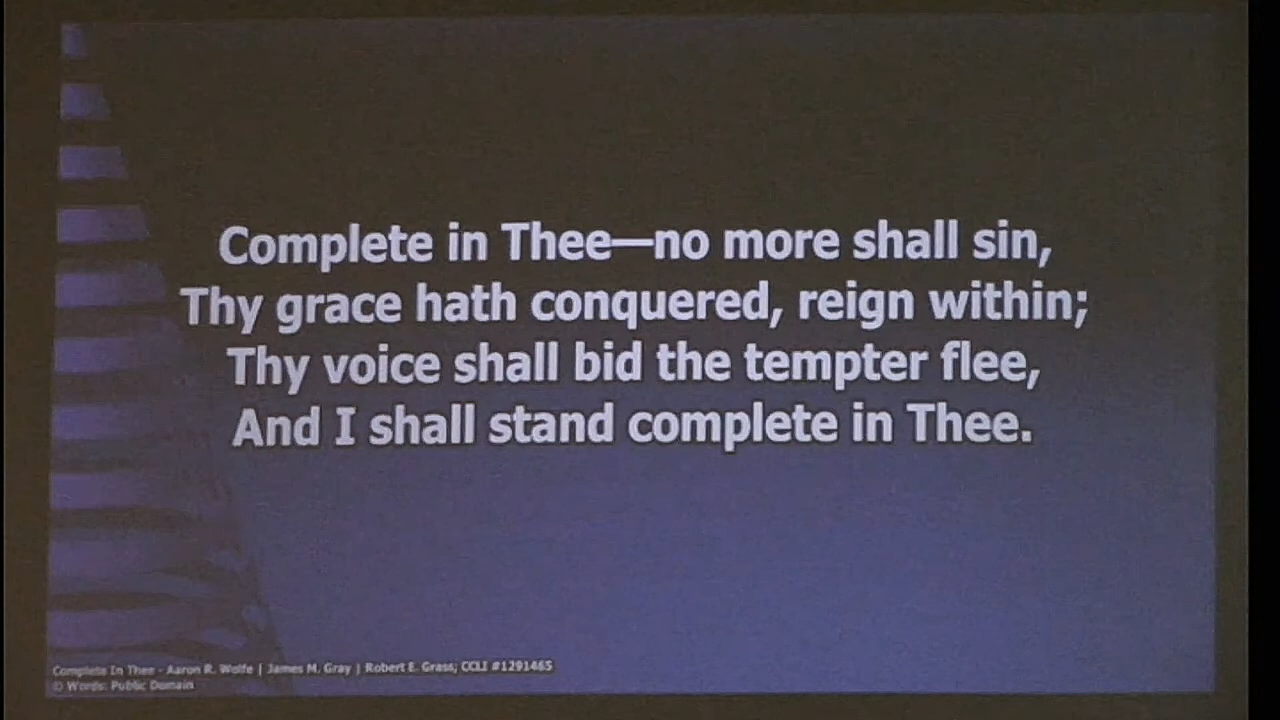 Complete in Thee—no more shall sin,
Thy grace hath conquered, reign within;
Thy voice shall bid the tempter flee,
And I shall stand complete in Thee.
Complete In Thee - Aaron R. Wolfe | James M. Gray | Robert E. Grass; CCLI #1291465
© Words: Public Domain